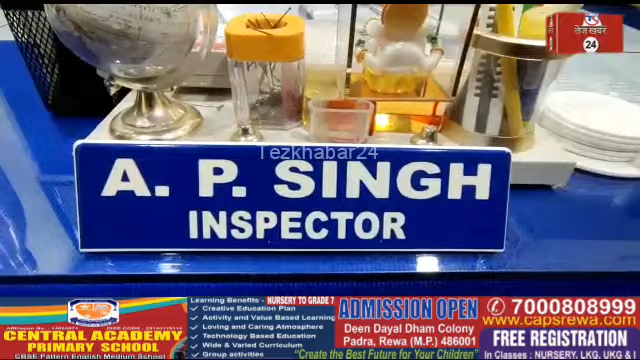 तेज खबर
24
Tezkhabar24
A. P. SINGH
INSPECTOR
CENTRAL ACADEMY
PRIMARY SCHOOL
CBSE Pattern English Medium School
Learning Benefits - NURSERY TO GRADE 7
Creative Education Plan
Activity and Value Based Learning
Loving and Caring Atmosphere
Technology Based Education
Wide & Varied Curriculum
Group activities
ADMISSION OPEN
Deen Dayal Dham Colony
Padra, Rewa (M.P.) 486001
"Create the Best Future for Your Children"
7000808999
www.capsrewa.com
FREE REGISTRATION
In Classes : NURSERY, LKG, UKG &